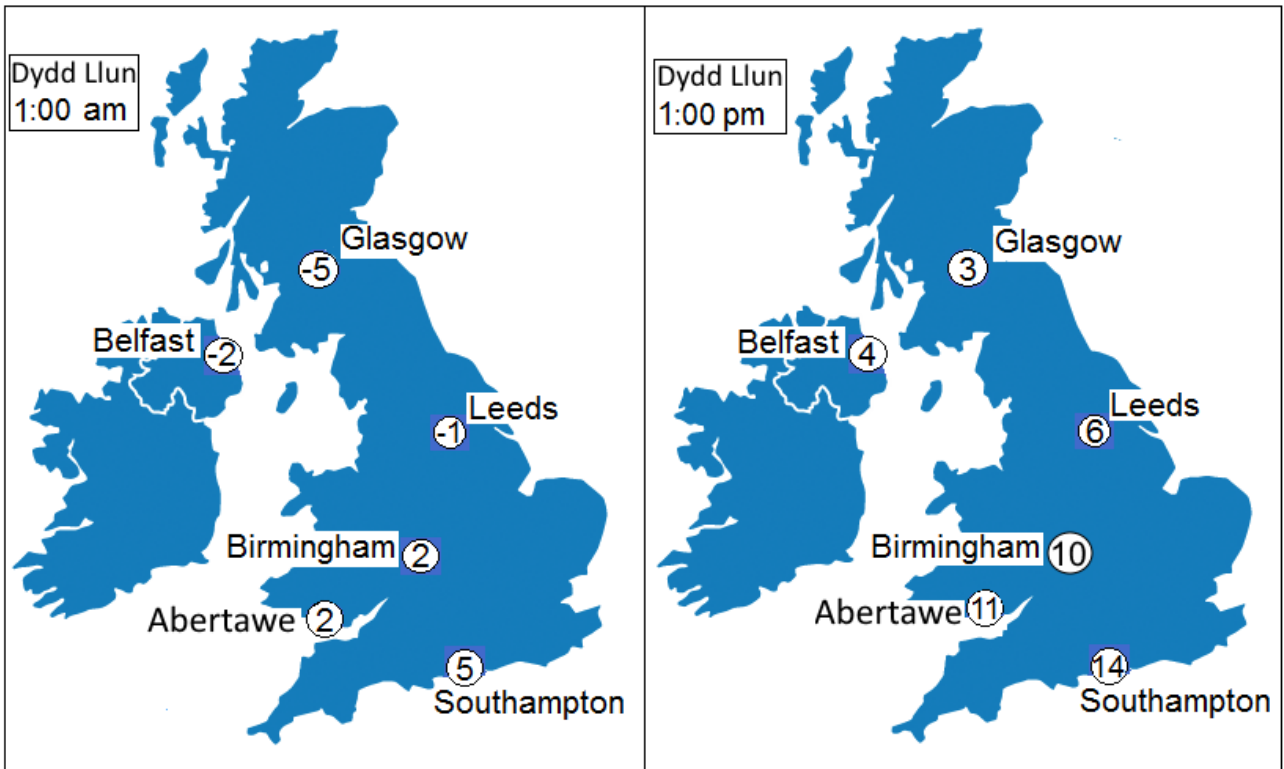 Dydd Llun
1:00 am
Glasgow
-5
Belfast
-2
Leeds
-1
Birmingham
2
Abertawe
2
5
Southampton
Dydd Llun
1:00 pm
Glasgow
3
Belfast
4
Leeds
6
Birmingham
10
Abertawe
11
14
Southampton